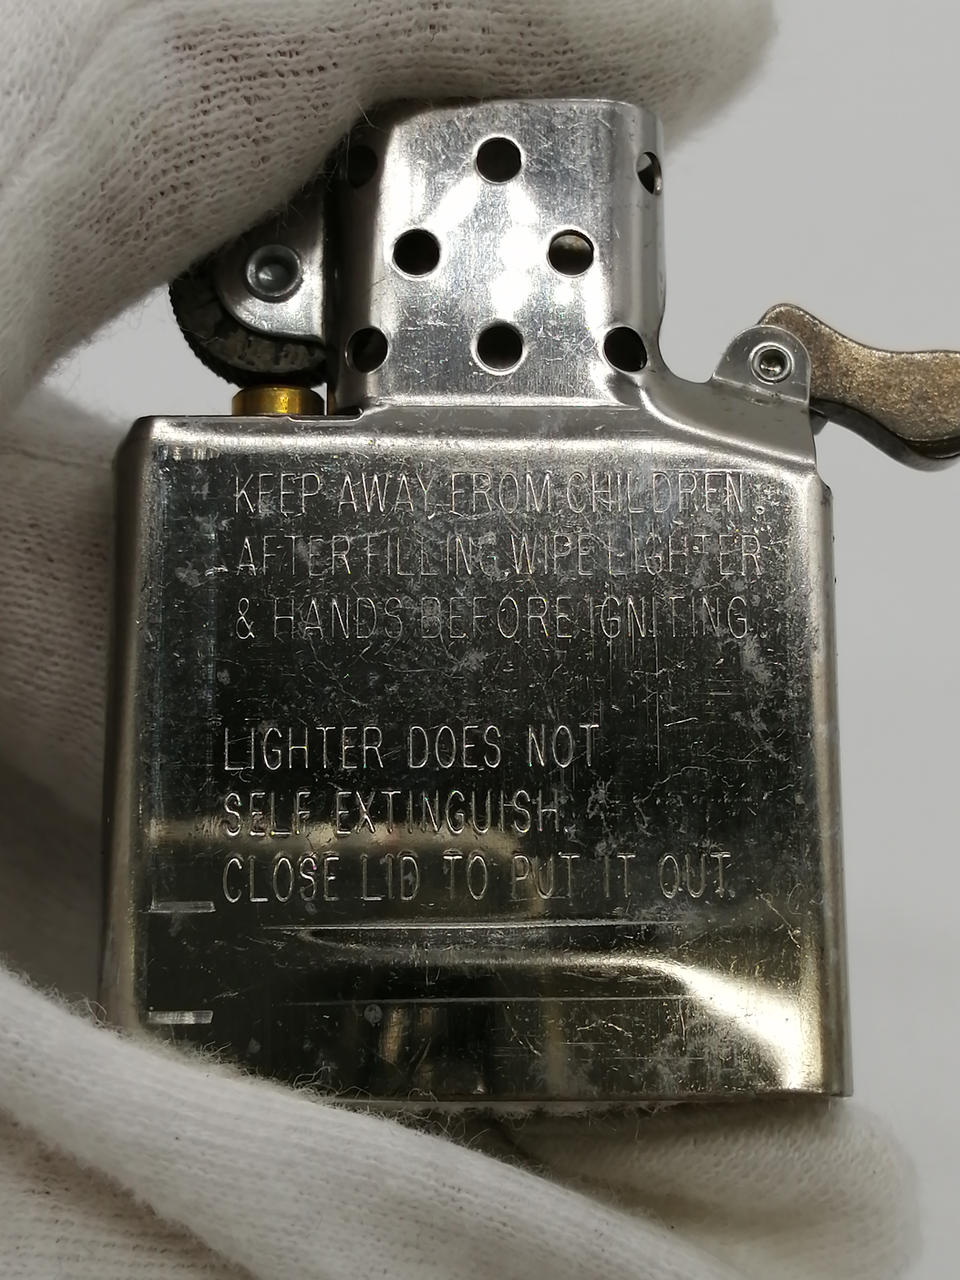 KEEP AWAY FROM CHILDREN.
AFTER FILLING WIPE LIGHTER
& HANDS BEFORE IGNITING.
LIGHTER DOES NOT
SELF EXTINGUISH.
CLOSE LID TO PUT IT OUT.